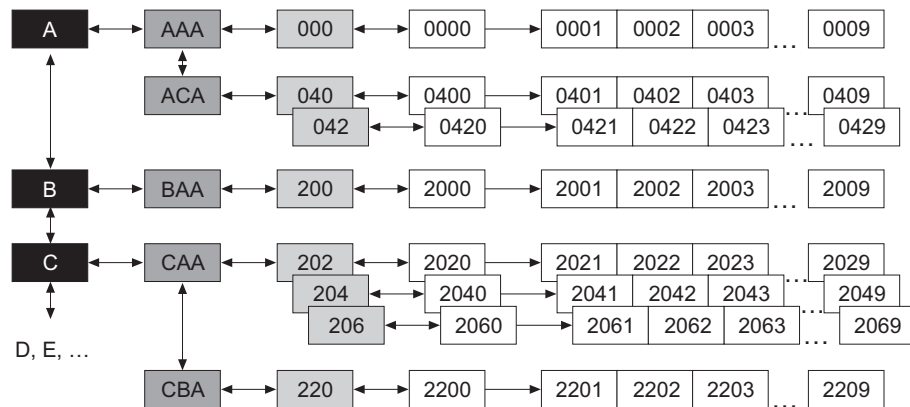 A AAA 000 0000 0001 0002 0003 ... 0009
ACA 040 0400 0401 0402 0403 ... 0409
042 0420 0421 0422 0423 ... 0429
B BAA 200 2000 2001 2002 2003 ... 2009
C CAA 202 2020 2021 2022 2023 ... 2029
204 2040 2041 2042 2043 ... 2049
206 2060 2061 2062 2063 ... 2069
D, E, ...
CBA 220 2200 2201 2202 2203 ... 2209